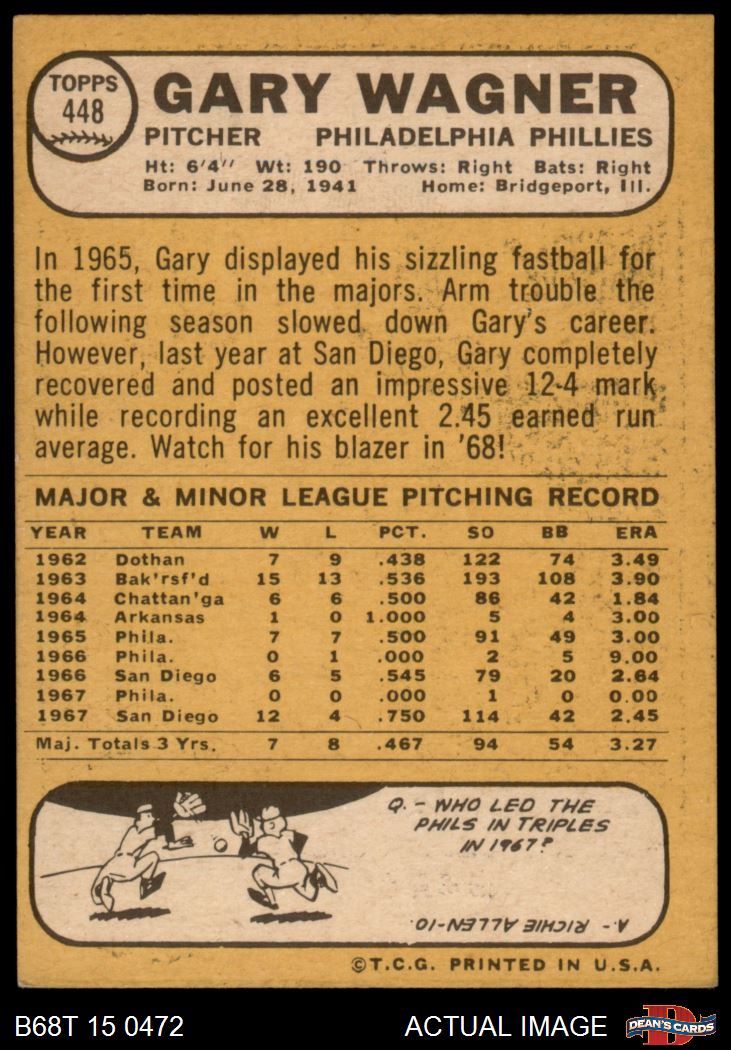 TOPPS
448
GARY WAGNER
PITCHER PHILADELPHIA PHILLIES
Ht: 6'4" Wt: 190 Throws: Right Bats: Right
Born: June 28, 1941 Home: Bridgeport, Ill.
In 1965, Gary displayed his sizzling fastball for
the first time in the majors. Arm trouble the
following season slowed down Gary's career.
However, last year at San Diego, Gary completely
recovered and posted an impressive 12-4 mark,
while recording an excellent 2.45 earned run
average. Watch for his blazer in '68!
MAJOR & MINOR LEAGUE PITCHING RECORD
YEAR TEAM W L PCT. SO BB ERA
1962 Dothan 7 9 .438 122 74 3.49
1963 Bak'rsf'd 15 13 .536 193 108 3.90
1964 Chattan'ga 6 6 .500 86 42 1.84
1964 Arkansas 1 0 1.000 5 4 3.00
1965 Phila. 7 7 .500 91 49 3.00
1966 Phila. 0 1 .000 2 5 9.00
1966 San Diego 6 5 .545 79 20 2.64
1967 Phila. 0 0 .000 1 0 0.00
1967 San Diego 12 4 .750 114 42 2.45
Maj. Totals 3 Yrs. 7 8 .467 94 54 3.27
Q. - WHO LED THE
PHILS IN TRIPLES
IN 1967?
A. - RICHIE ALLEN-10.
©T.C.G. PRINTED IN U.S.A.
B68T 15 0472 ACTUAL IMAGE
D
DEAN'S CARDS